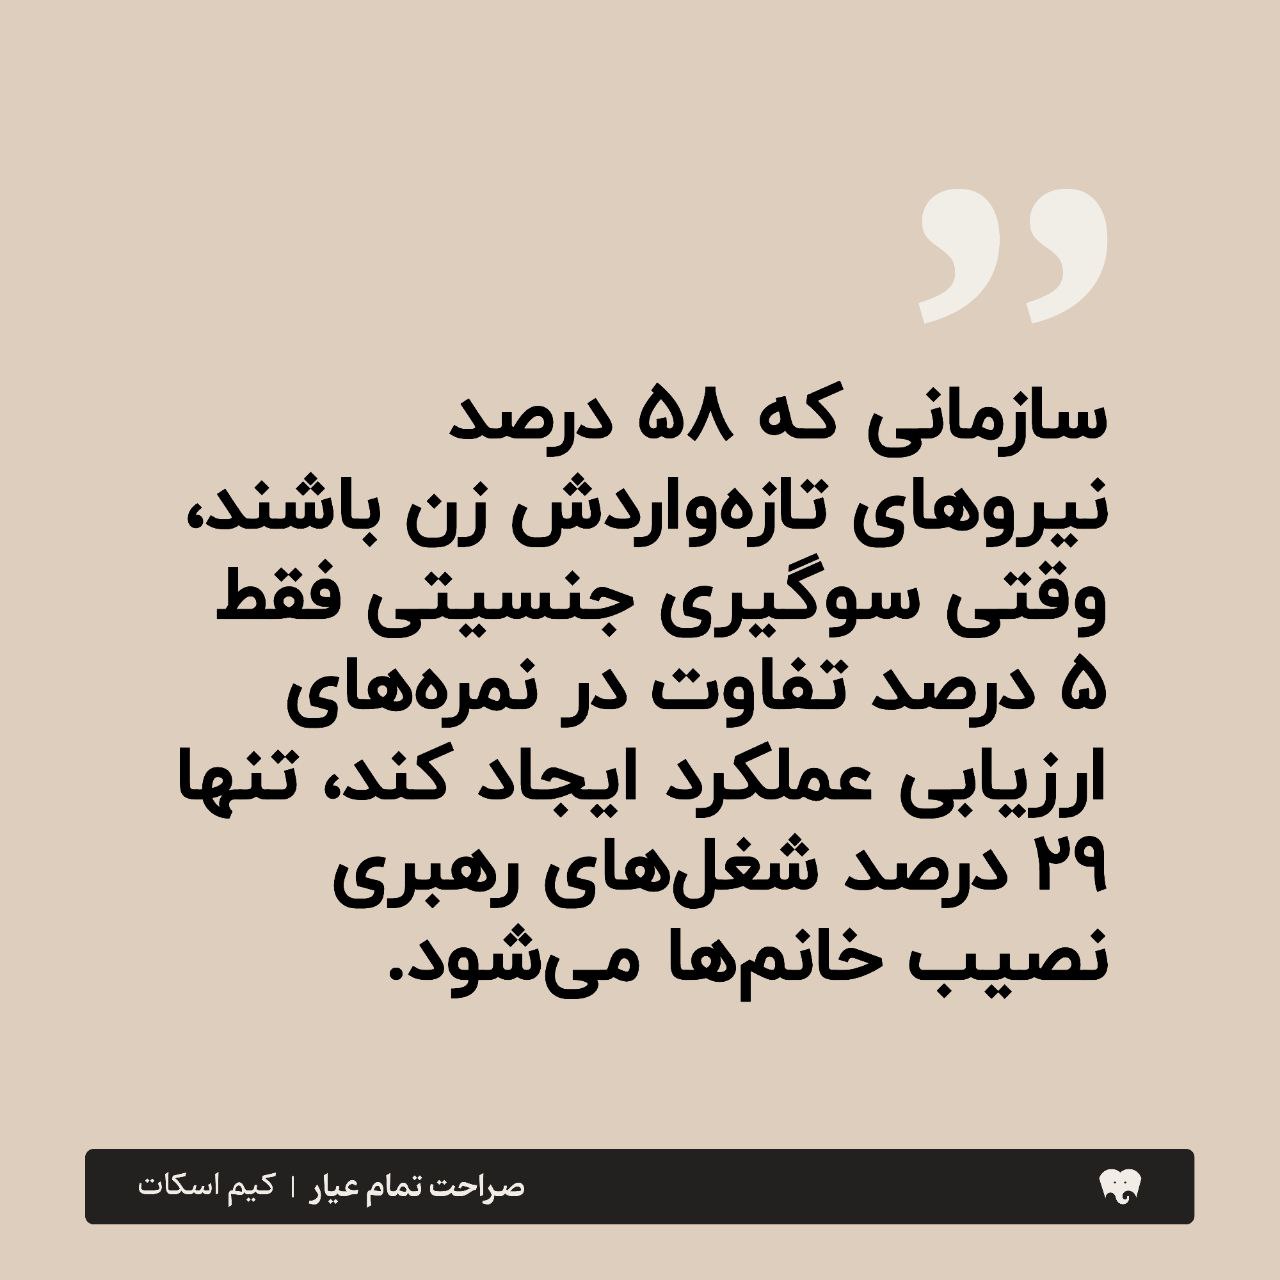 سازمانی که ۵۸ درصد
نیروهای تازه‌واردش زن باشند،
وقتی سوگیری جنسیتی فقط
۵ درصد تفاوت در نمره‌های
ارزیابی عملکرد ایجاد کند، تنها
۲۹ درصد شغل‌های رهبری
نصیب خانم‌ها می‌شود.
صراحت تمام عیار | کیم اسکات